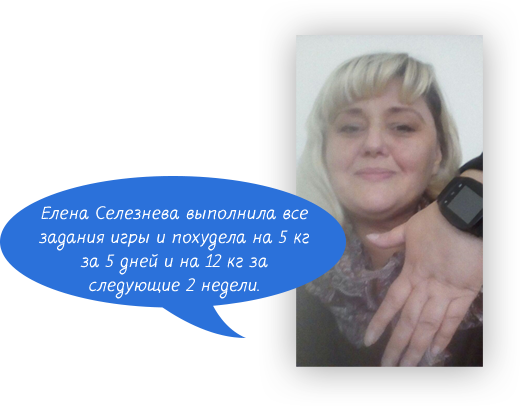 Елена Селезнева выполнила все
задания игры и похудела на 5 кг
за 5 дней и на 12 кг за
следующие 2 недели.